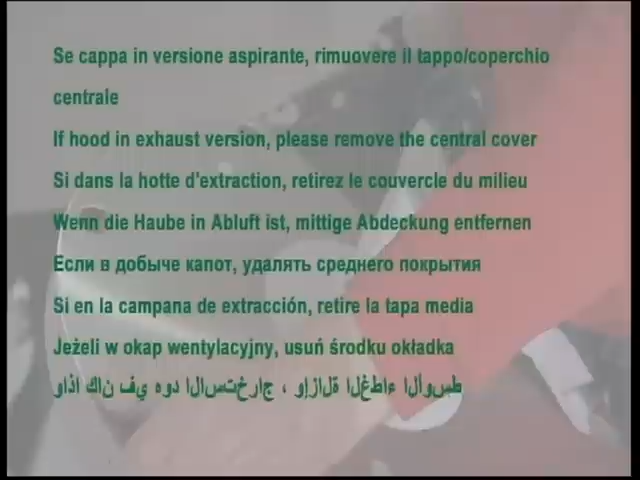 Se cappa in versione aspirante, rimuovere il tappo/coperchio
centrale
If hood in exhaust version, please remove the central cover
Si dans la hotte d'extraction, retirez le couvercle du milieu
Wenn die Haube in Abluft ist, mittige Abdeckung entfernen
Если в добыче капот, удалять среднего покрытия
Si en la campana de extracción, retire la tapa media
Jeżeli w okap wentylacyjny, usuń środku okładka
واذا كان في هود الاستخراج ، وإزالة الغطاء الأوسط